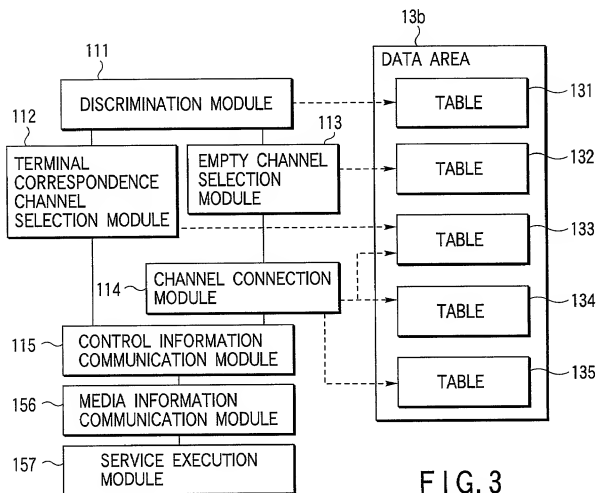 111
DISCRIMINATION MODULE
112
TERMINAL
CORRESPONDENCE
CHANNEL
SELECTION MODULE
113
EMPTY CHANNEL
SELECTION
MODULE
114
CHANNEL CONNECTION
MODULE
115
CONTROL INFORMATION
COMMUNICATION MODULE
156
MEDIA INFORMATION
COMMUNICATION MODULE
157
SERVICE EXECUTION
MODULE
13b
DATA AREA
TABLE
131
TABLE
132
TABLE
133
TABLE
134
TABLE
135
FIG.3